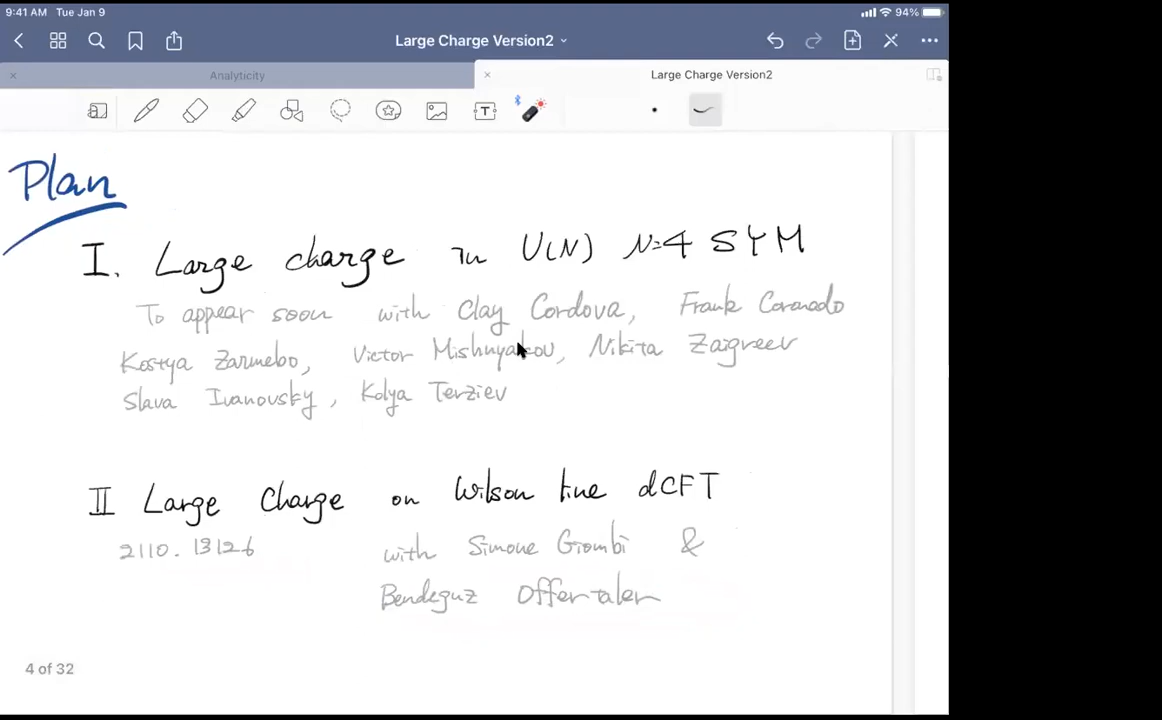 9:41 AM Tue Jan 9
94%
Large Charge Version2
Analyticity
Large Charge Version2
Plan
I. Large charge in U(N) N=4 SYM
To appear soon with Clay Cordova, Frank Coronado
Kostya Zarembo, Victor Mishnyakov, Nikita Zaigraev
Slava Ivanovsky, Kolya Terziev
II Large Charge on Wilson line dCFT
2110.13126 with Simone Giombi &
Bendeguz Offertaler
4 of 32